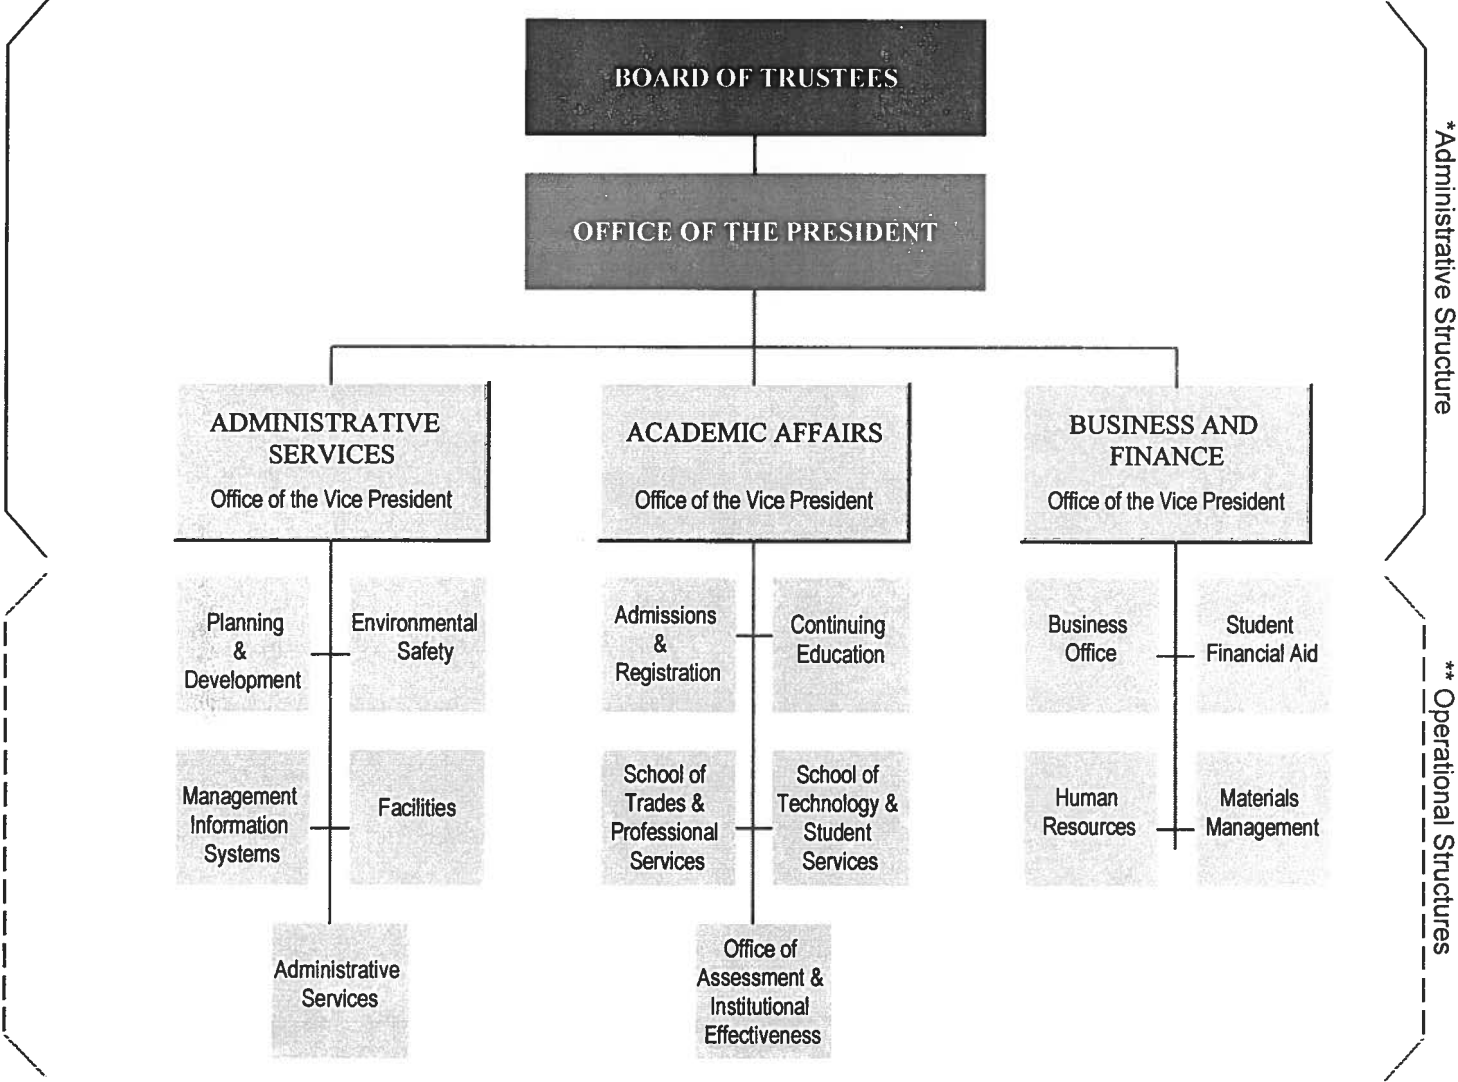 BOARD OF TRUSTEES
OFFICE OF THE PRESIDENT
*Administrative Structure
ADMINISTRATIVE
SERVICES
Office of the Vice President
ACADEMIC AFFAIRS
Office of the Vice President
BUSINESS AND
FINANCE
Office of the Vice President
Planning
&
Development
Environmental
Safety
Management
Information
Systems
Facilities
Administrative
Services
Admissions
&
Registration
Continuing
Education
School of
Trades &
Professional
Services
School of
Technology &
Student
Services
Office of
Assessment &
Institutional
Effectiveness
Business
Office
Student
Financial Aid
Human
Resources
Materials
Management
** Operational Structures